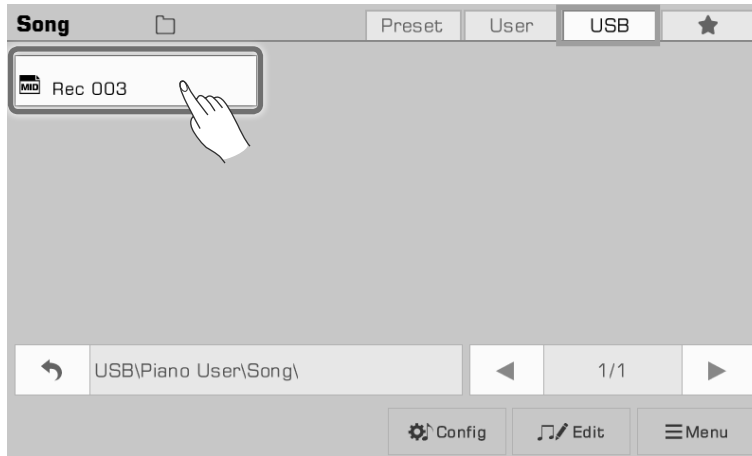 Song Preset User USB
MID Rec 003
USB\Piano User\Song\ 1/1
Config Edit Menu